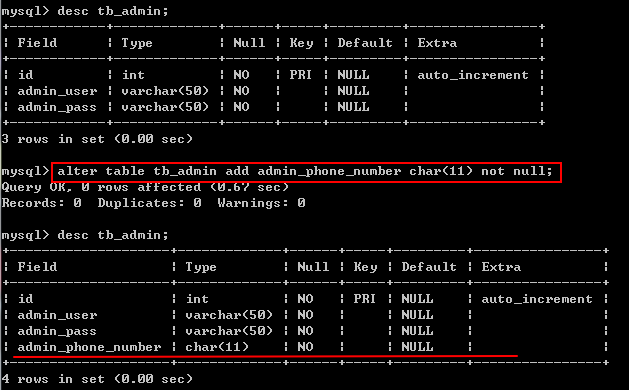 mysql> desc tb_admin;
+------------+-------------+------+-----+---------+----------------+
| Field      | Type        | Null | Key | Default | Extra          |
+------------+-------------+------+-----+---------+----------------+
| id         | int         | NO   | PRI | NULL    | auto_increment |
| admin_user | varchar(50) | NO   |     | NULL    |                |
| admin_pass | varchar(50) | NO   |     | NULL    |                |
+------------+-------------+------+-----+---------+----------------+
3 rows in set (0.00 sec)
mysql> alter table tb_admin add admin_phone_number char(11) not null;
Query OK, 0 rows affected (0.67 sec)
Records: 0  Duplicates: 0  Warnings: 0
mysql> desc tb_admin;
+--------------------+-------------+------+-----+---------+----------------+
| Field              | Type        | Null | Key | Default | Extra          |
+--------------------+-------------+------+-----+---------+----------------+
| id                 | int         | NO   | PRI | NULL    | auto_increment |
| admin_user         | varchar(50) | NO   |     | NULL    |                |
| admin_pass         | varchar(50) | NO   |     | NULL    |                |
| admin_phone_number | char(11)    | NO   |     | NULL    |                |
+--------------------+-------------+------+-----+---------+----------------+
4 rows in set (0.00 sec)